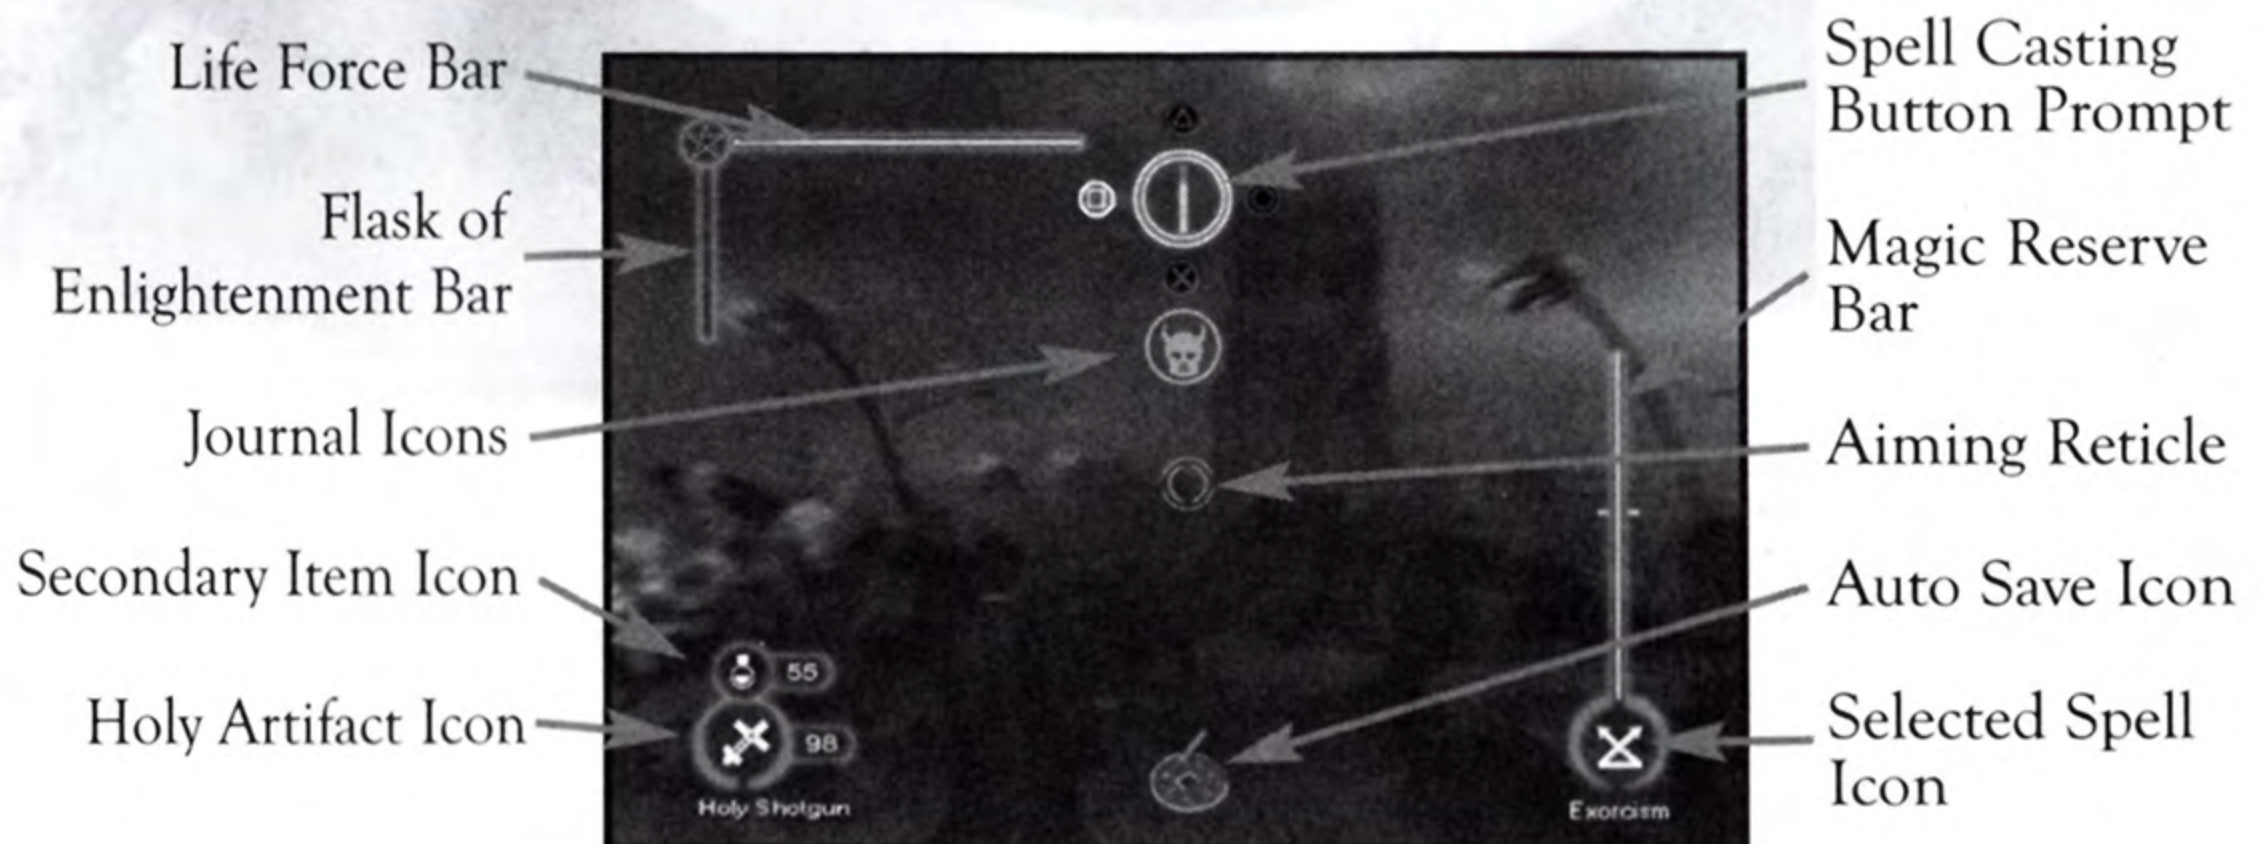 Life Force Bar
Flask of
Enlightenment Bar
Journal Icons
Secondary Item Icon
Holy Artifact Icon
55
98
Holy Shotgun
Exorcism
Spell Casting
Button Prompt
Magic Reserve
Bar
Aiming Reticle
Auto Save Icon
Selected Spell
Icon